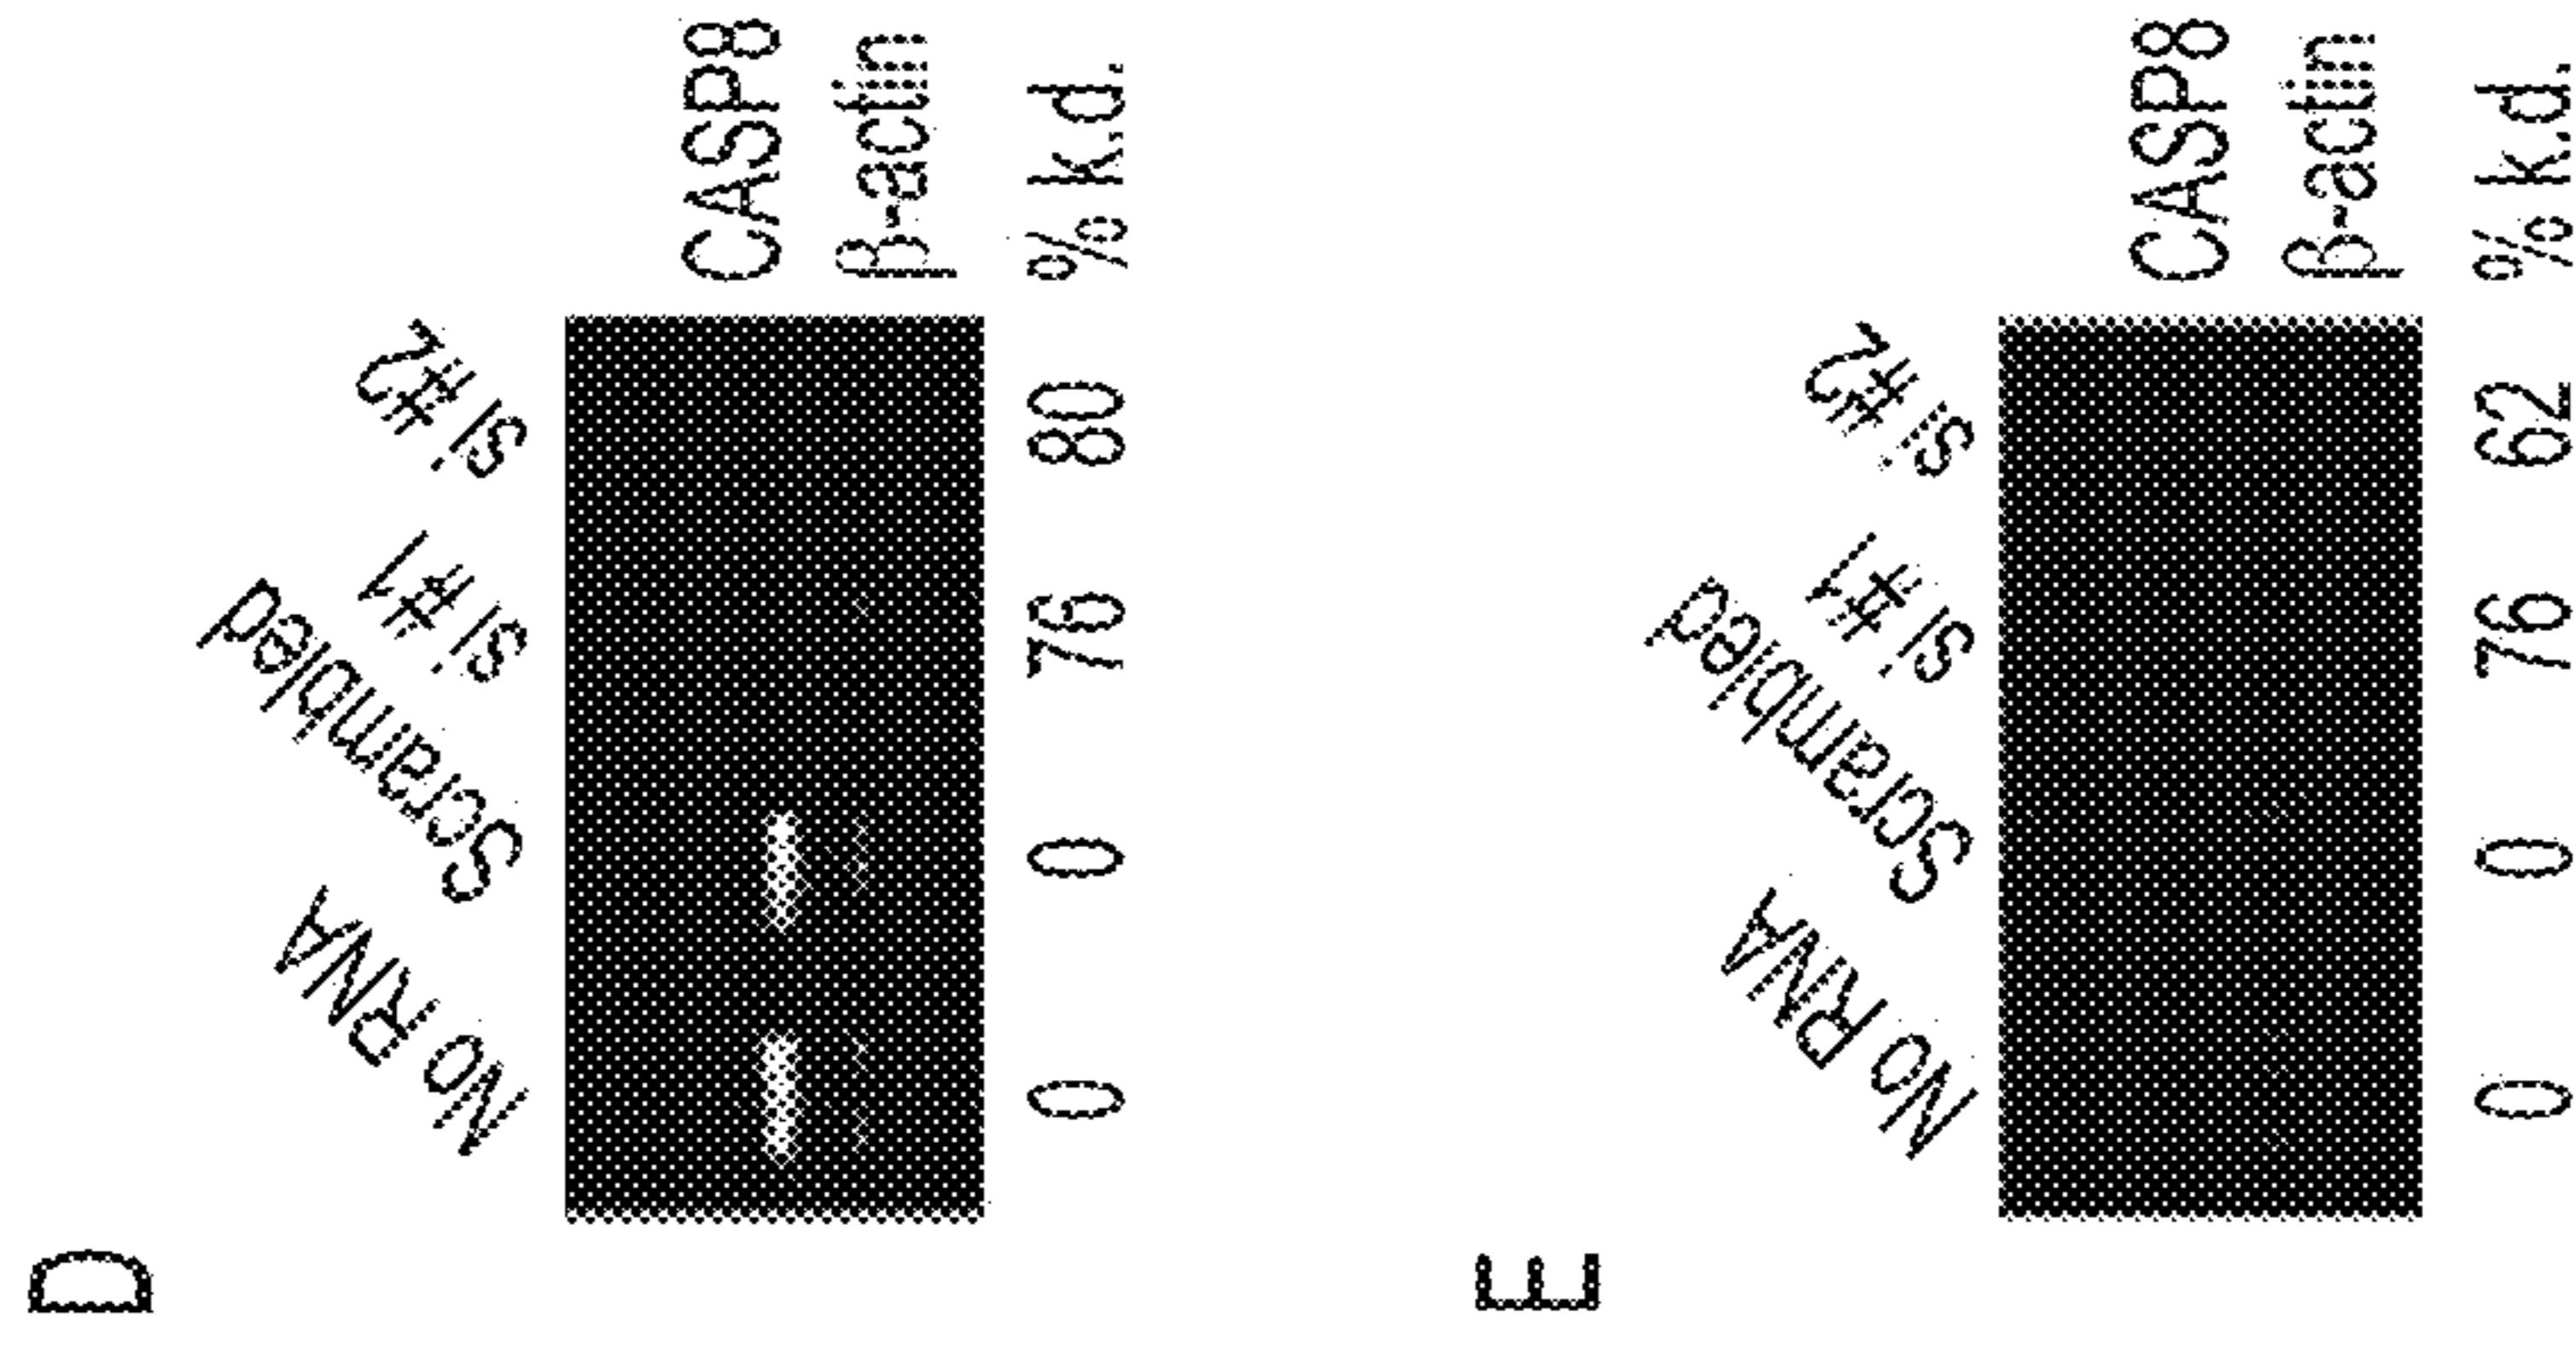 D
No RNA
Scrambled
si #1
si #2
CASP8
β-actin
0 0 76 80 % k.d.
E
No RNA
Scrambled
si #1
si #2
CASP8
β-actin
0 0 76 62 % k.d.